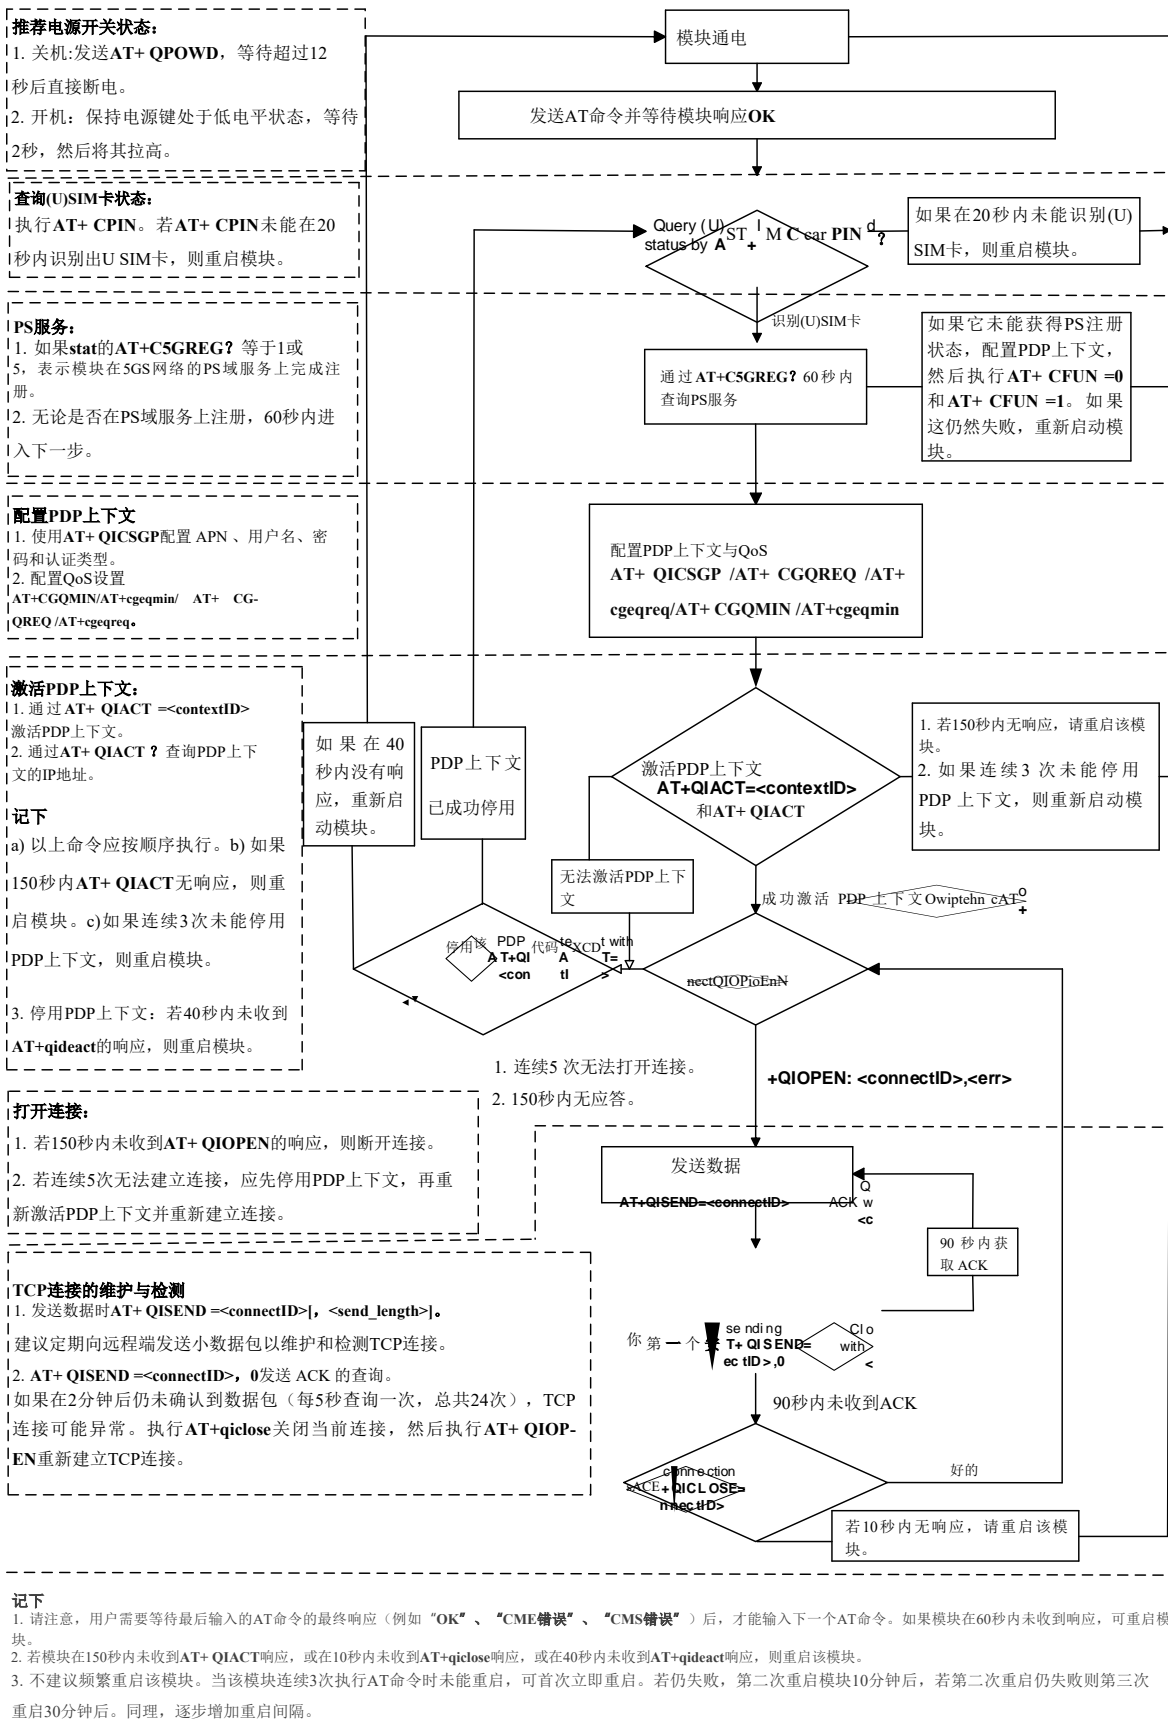 推荐电源开关状态：
1. 关机:发送AT+ QPOWD，等待超过12
秒后直接断电。
2. 开机：保持电源键处于低电平状态，等待
2秒，然后将其拉高。
模块通电
发送AT命令并等待模块响应OK
查询(U)SIM卡状态：
执行AT+ CPIN。若AT+ CPIN未能在20
秒内识别出U SIM卡，则重启模块。
Query (U)
status by A
ST
+
I
M C car PIN
d
?
如果在20秒内未能识别(U)
SIM卡，则重启模块。
识别(U)SIM卡
PS服务：
1. 如果stat的AT+C5GREG？等于1或
5，表示模块在5GS网络的PS域服务上完成注
册。
2. 无论是否在PS域服务上注册，60秒内进
入下一步。
通过AT+C5GREG？60秒内
查询PS服务
如果它未能获得PS注册
状态，配置PDP上下文，
然后执行AT+ CFUN =0
和AT+ CFUN =1。如果
这仍然失败，重新启动模
块。
配置PDP上下文
1. 使用AT+ QICSGP配置 APN 、用户名、密
码和认证类型。
2. 配置QoS设置
AT+CGQMIN/AT+cgeqmin/ AT+ CG-
QREQ /AT+cgeqreq。
配置PDP上下文与QoS
AT+ QICSGP /AT+ CGQREQ /AT+
cgeqreq/AT+ CGQMIN /AT+cgeqmin
激活PDP上下文：
1. 通过AT+ QIACT =<contextID>
激活PDP上下文。
2. 通过AT+ QIACT ？查询PDP上下
文的IP地址。
记下
a) 以上命令应按顺序执行。b) 如果
150秒内AT+ QIACT无响应，则重
启模块。c)如果连续3次未能停用
PDP上下文，则重启模块。
3. 停用PDP上下文：若40秒内未收到
AT+qideact的响应，则重启模块。
如果在40
秒内没有响
应，重新启
动模块。
PDP上下文
已成功停用
激活PDP上下文
AT+QIACT=<contextID>
和AT+ QIACT
1. 若150秒内无响应，请重启该模
块。
2. 如果连续3 次未能停用
PDP 上下文，则重新启动模
块。
无法激活PDP上下
文
成功激活 PDP 上下文Owiptehn cAT
o
+
停用该
PDP
A T+QI
<con
代码
te
A
tI
XCD
t with
T=
>
nectQIOPioEnN
1. 连续5 次无法打开连接。
2. 150秒内无应答。
+QIOPEN: <connectID>,<err>
打开连接：
1. 若150秒内未收到AT+ QIOPEN的响应，则断开连接。
2. 若连续5次无法建立连接，应先停用PDP上下文，再重
新激活PDP上下文并重新建立连接。
发送数据
AT+QISEND=<connectID>
ACK
Q
w
<c
90 秒内获
取 ACK
TCP连接的维护与检测
1. 发送数据时AT+ QISEND =<connectID>[，<send_length>]。
建议定期向远程端发送小数据包以维护和检测TCP连接。
2. AT+ QISEND =<connectID>，0发送 ACK 的查询。
如果在2分钟后仍未确认到数据包（每5秒查询一次，总共24次），TCP
连接可能异常。执行AT+qiclose关闭当前连接，然后执行AT+ QIOP-
EN重新建立TCP连接。
你 第一个
sending
T+ QISEND=
ectID>,0
Clo
with
<
90秒内未收到ACK
connection
sACE+QICLOSE=
nnectID>
好的
若10秒内无响应，请重启该模
块。
记下
1. 请注意，用户需要等待最后输入的AT命令的最终响应（例如“OK”、“CME错误”、“CMS错误”）后，才能输入下一个AT命令。如果模块在60秒内未收到响应，可重启模
块。
2. 若模块在150秒内未收到AT+ QIACT响应，或在10秒内未收到AT+qiclose响应，或在40秒内未收到AT+qideact响应，则重启该模块。
3. 不建议频繁重启该模块。当该模块连续3次执行AT命令时未能重启，可首次立即重启。若仍失败，第二次重启模块10分钟后，若第二次重启仍失败则第三次
重启30分钟后。同理，逐步增加重启间隔。